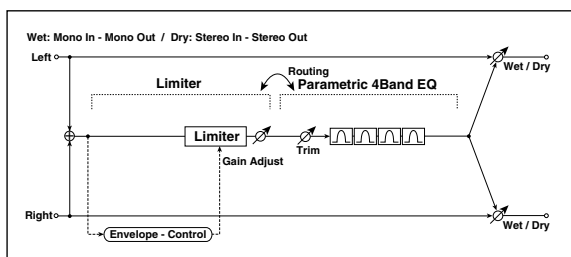 Wet: Mono In - Mono Out / Dry: Stereo In - Stereo Out
Left
Wet / Dry
Routing
Limiter
Parametric 4Band EQ
Limiter
Gain Adjust
Trim
Right
Wet / Dry
Envelope - Control